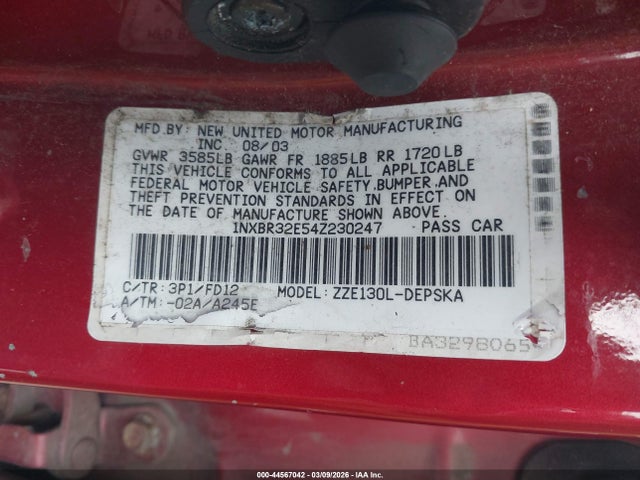 MFD.BY: NEW UNITED MOTOR MANUFACTURING
INC. 08/03
GVWR 3585LB GAWR FR 1885LB RR 1720LB
THIS VEHICLE CONFORMS TO ALL APPLICABLE
FEDERAL MOTOR VEHICLE SAFETY,BUMPER,AND
THEFT PREVENTION STANDARDS IN EFFECT ON
THE DATE OF MANUFACTURE SHOWN ABOVE.
1NXBR32E54Z230247 PASS CAR
C/TR: 3P1/FD12 MODEL: ZZE130L-DEPSKA
A/TM: -02A/A245E
BA3298065
000-44567042 | 03/09/2026 - IAA Inc.